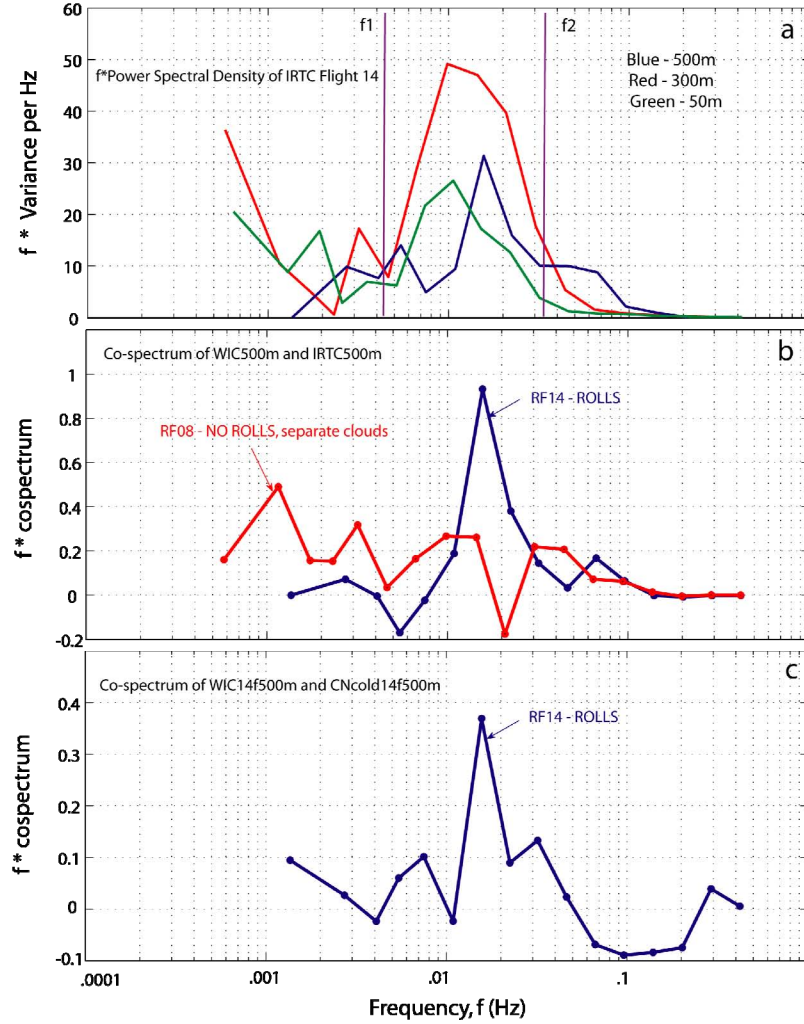 f1
f2
a
f*Power Spectral Density of IRTC Flight 14
Blue - 500m
Red - 300m
Green - 50m
f * Variance per Hz
60
50
40
30
20
10
0
b
Co-spectrum of WIC500m and IRTC500m
RF14 - ROLLS
RF08 - NO ROLLS, separate clouds
f * cospectrum
1
0.8
0.6
0.4
0.2
0
-0.2
c
Co-spectrum of WIC14f500m and CNcold14f500m
RF14 - ROLLS
f * cospectrum
0.4
0.3
0.2
0.1
0
-0.1
.0001
.001
.01
.1
Frequency, f (Hz)